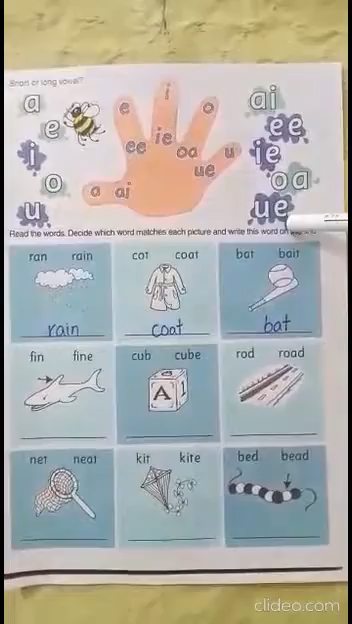 Short or long vowel?
a
e
i
o
u
e
i
o
u
a
ee
ie
oa
ue
ai
ai
ee
ie
oa
ue
Read the words. Decide which word matches each picture and write this word on
ran rain
cot coat
bat bait
rain
coat
bat
fin fine
cub cube
rod road
A 1
net neat
kit kite
bed bead
clideo.com